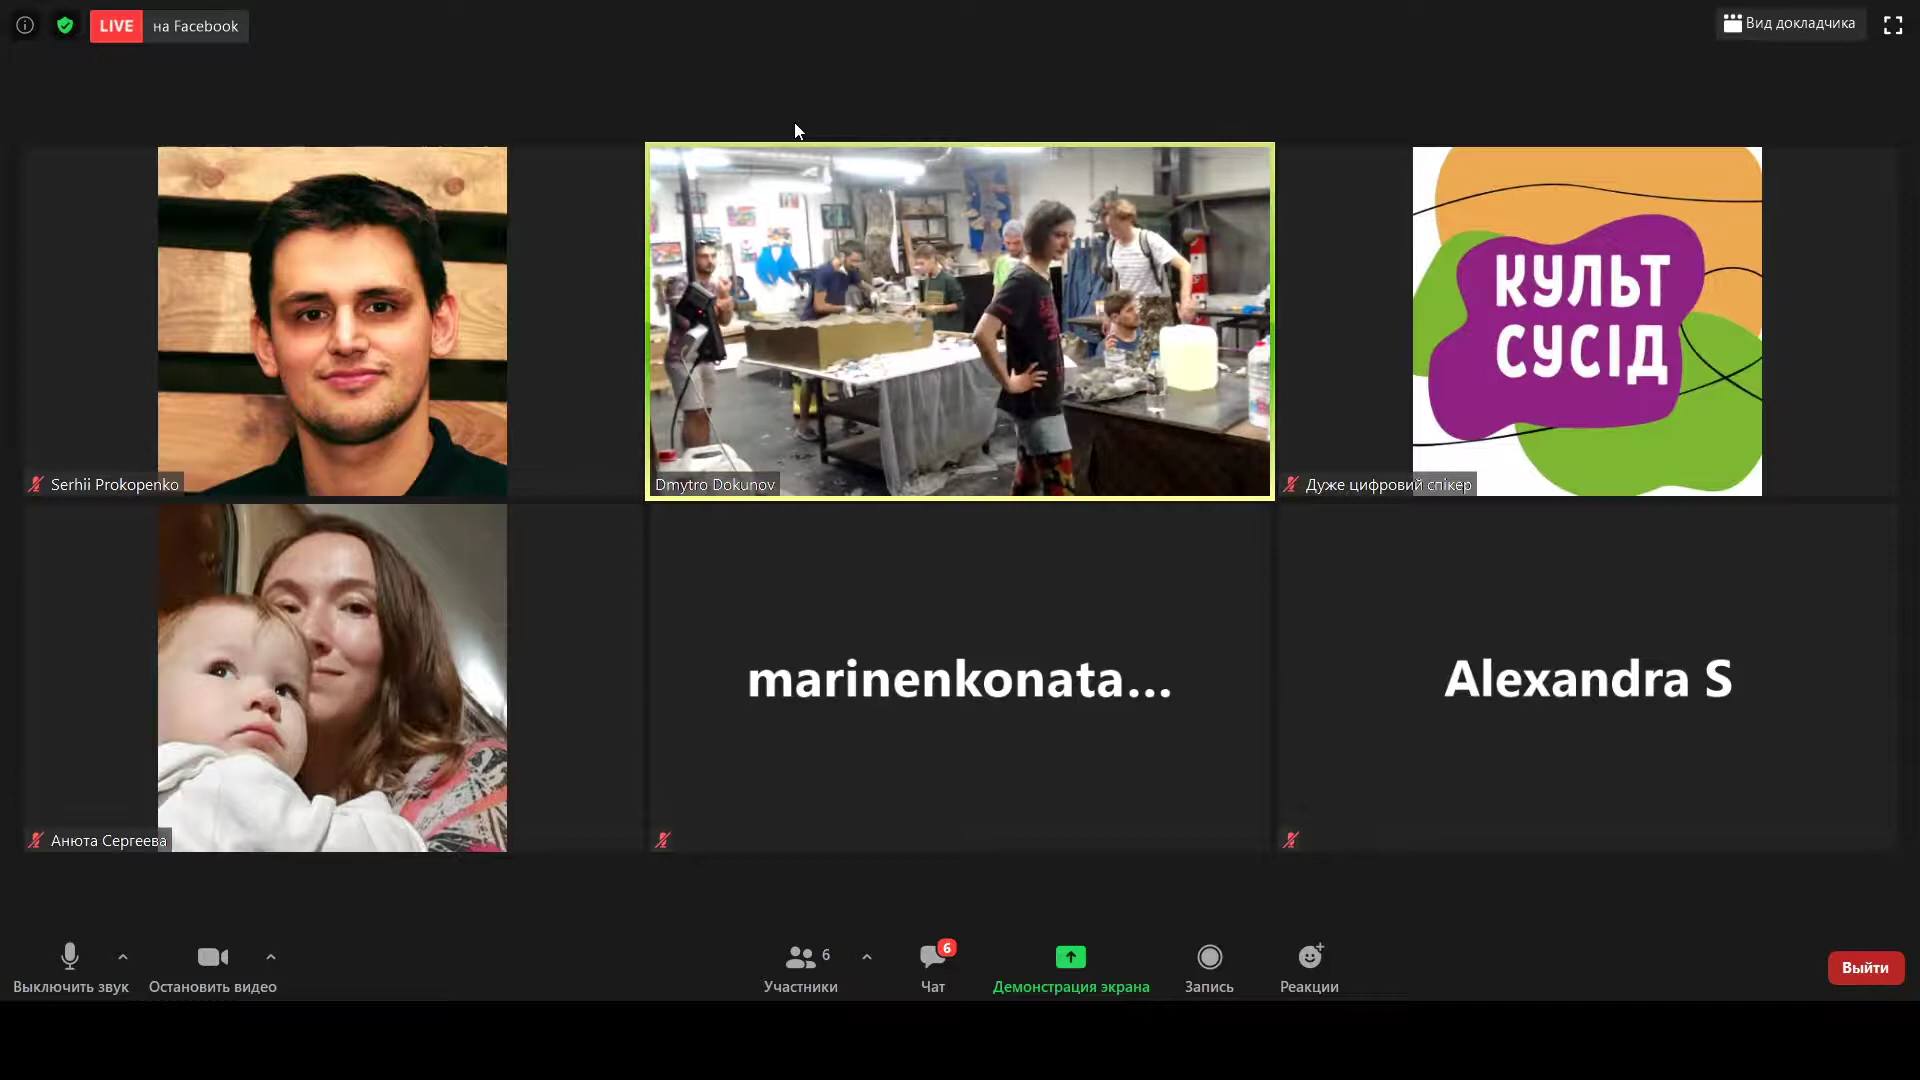 LIVE на Facebook
Вид докладчика
КУЛЬТ
СУСІД
Serhii Prokopenko
Dmytro Dokunov
Дуже цифровий спікер
marinenkonata...
Alexandra S
Анюта Сергеева
Выключить звук
Остановить видео
6
Участники
6
Чат
Демонстрация экрана
Запись
Реакции
Выйти